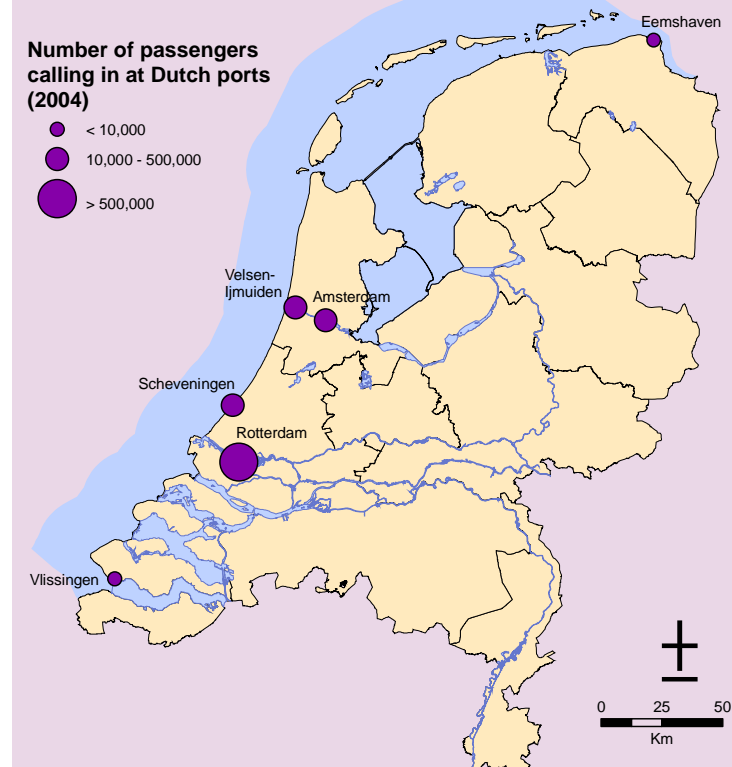 Eemshaven
Number of passengers
calling in at Dutch ports
(2004)
< 10,000
10,000 - 500,000
> 500,000
Velsen-
Ijmuiden
Amsterdam
Scheveningen
Rotterdam
Vlissingen
0 25 50
Km